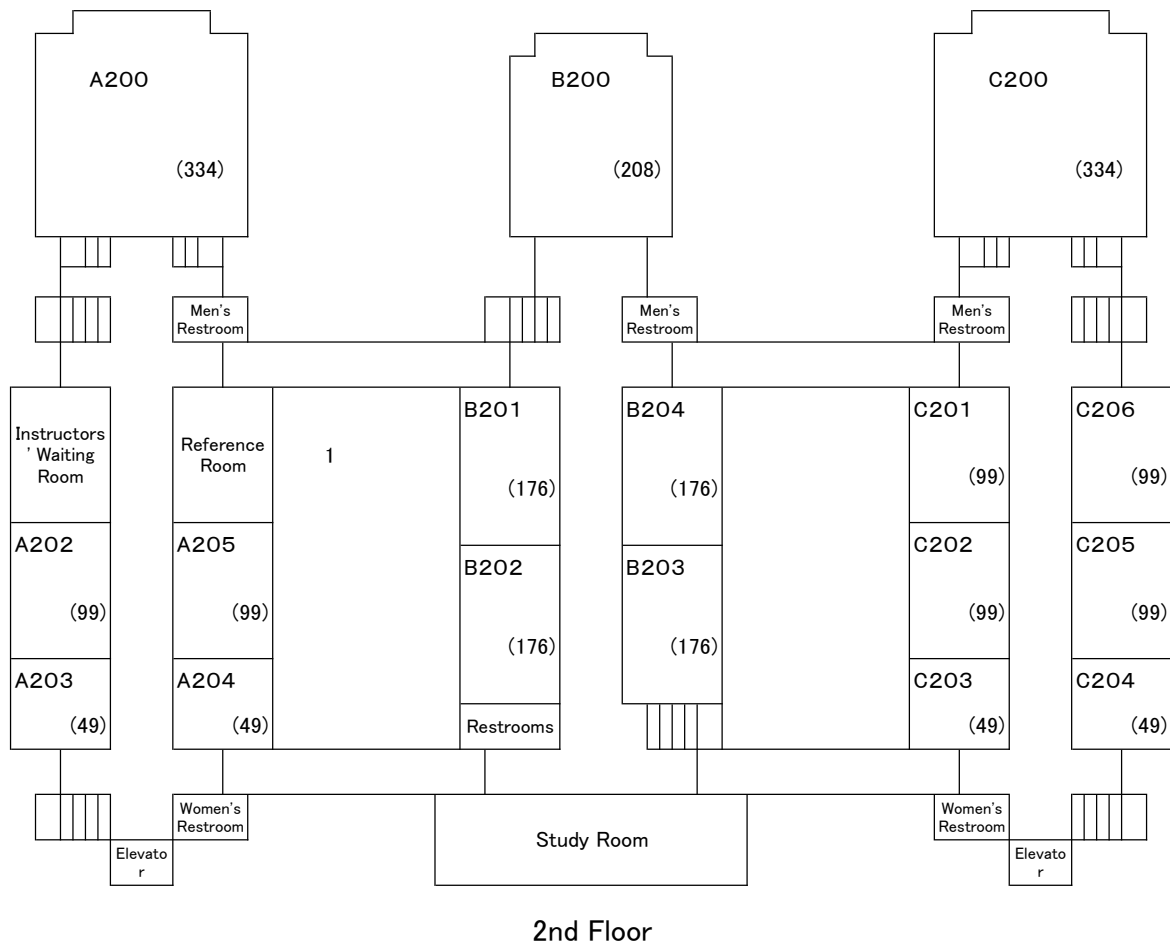 A200
(334)
B200
(208)
C200
(334)
Men's
Restroom
Men's
Restroom
Men's
Restroom
Instructors
' Waiting
Room
Reference
Room
1
B201
(176)
B204
(176)
C201
(99)
C206
(99)
A202
(99)
A205
(99)
B202
(176)
B203
(176)
C202
(99)
C205
(99)
A203
(49)
A204
(49)
Restrooms
C203
(49)
C204
(49)
Women's
Restroom
Women's
Restroom
Elevato
r
Study Room
Elevato
r
2nd Floor